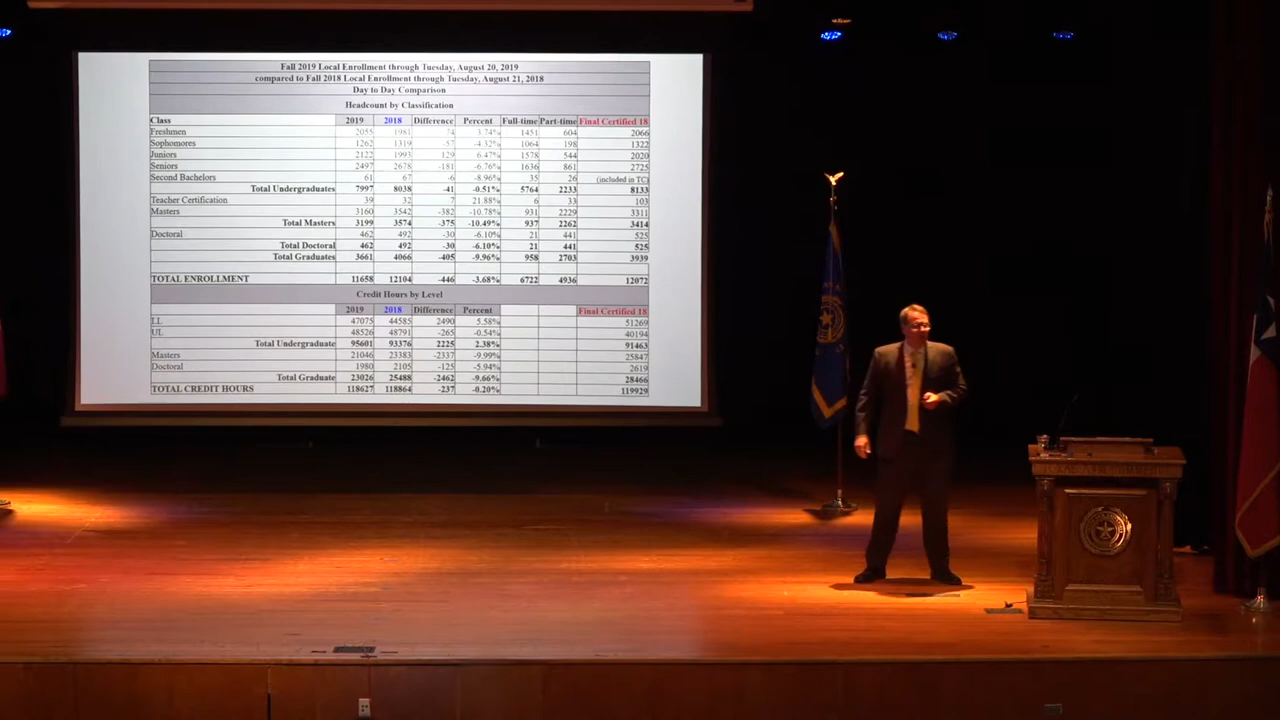 Fall 2019 Local Enrollment through Tuesday, August 20, 2019
compared to Fall 2018 Local Enrollment through Tuesday, August 21, 2018
Day to Day Comparison
Headcount by Classification
Class 2019 2018 Difference Percent Full-time Part-time Final Certified 18
Freshmen 2055 1981 74 3.74% 1451 604 2066
Sophomores 1262 1319 -57 -4.32% 1064 198 1322
Juniors 2122 1993 129 6.47% 1578 544 2020
Seniors 2497 2678 -181 -6.76% 1636 861 2725
Second Bachelors 61 67 -6 -8.96% 35 26 (included in TC)
Total Undergraduates 7997 8038 -41 -0.51% 5764 2233 8133
Teacher Certification 39 32 7 21.88% 6 33 103
Masters 3160 3542 -382 -10.78% 931 2229 3311
Total Masters 3199 3574 -375 -10.49% 937 2262 3414
Doctoral 462 492 -30 -6.10% 21 441 525
Total Doctoral 462 492 -30 -6.10% 21 441 525
Total Graduates 3661 4066 -405 -9.96% 958 2703 3939
TOTAL ENROLLMENT 11658 12104 -446 -3.68% 6722 4936 12072
Credit Hours by Level
2019 2018 Difference Percent Final Certified 18
LL 47075 44585 2490 5.58% 51269
UL 48526 48791 -265 -0.54% 40194
Total Undergraduate 95601 93376 2225 2.38% 91463
Masters 21046 23383 -2337 -9.99% 25847
Doctoral 1980 2105 -125 -5.94% 2619
Total Graduate 23026 25488 -2462 -9.66% 28466
TOTAL CREDIT HOURS 118627 118864 -237 -0.20% 119929